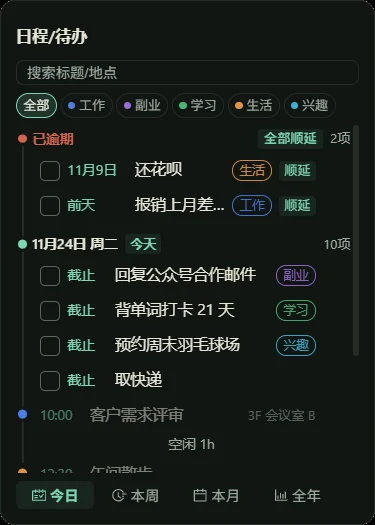 日程/待办
搜索标题/地点
全部 工作 副业 学习 生活 兴趣
已逾期 全部顺延 2项
11月9日 还花呗 生活 顺延
前天 报销上月差... 工作 顺延
11月24日 周二 今天 10项
截止 回复公众号合作邮件 副业
截止 背单词打卡 21 天 学习
截止 预约周末羽毛球场 兴趣
截止 取快递
10:00 客户需求评审 3F 会议室 B
空闲 1h
12:30 午间散步
今日 本周 本月 全年